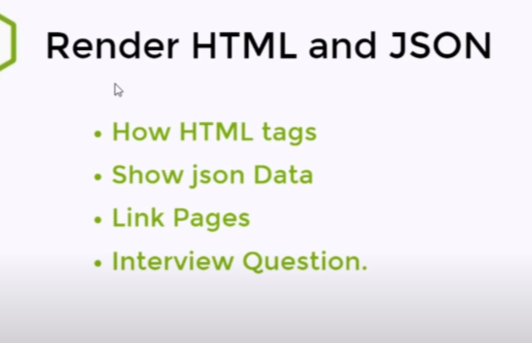 Render HTML and JSON
• How HTML tags
• Show json Data
• Link Pages
• Interview Question.